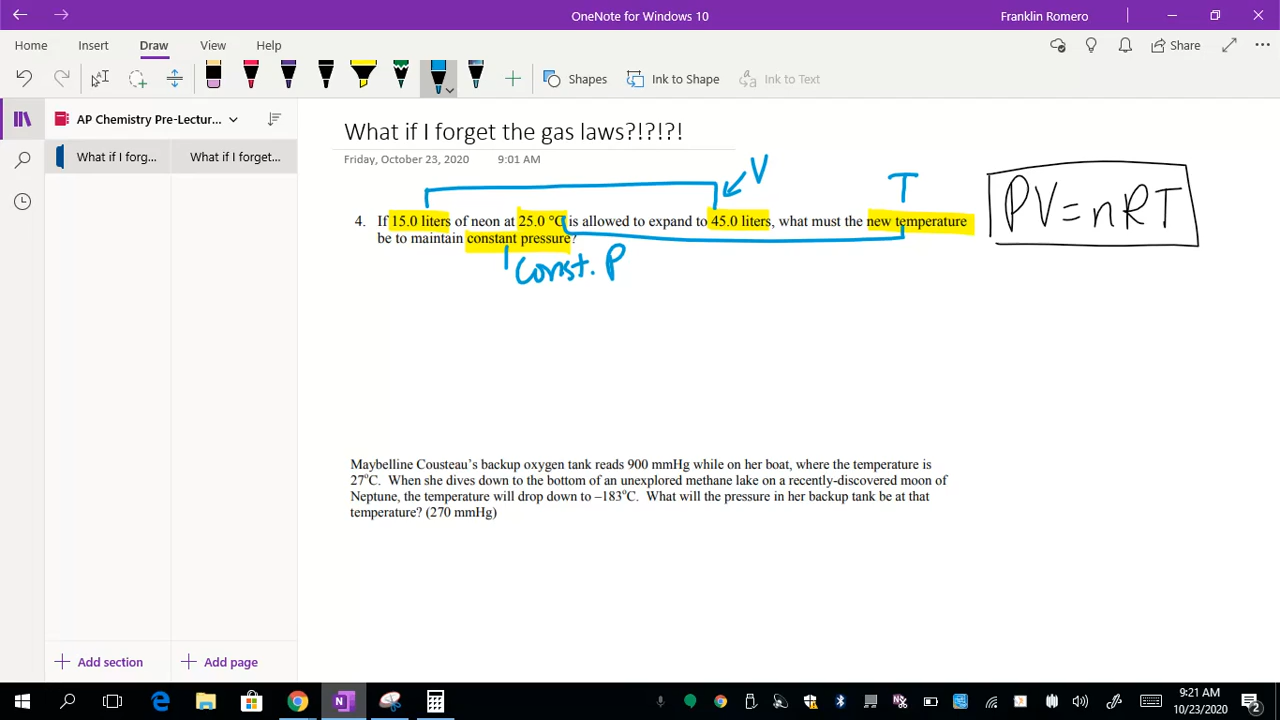 OneNote for Windows 10
Franklin Romero
Home
Insert
Draw
View
Help
Share
Shapes
Ink to Shape
Ink to Text
AP Chemistry Pre-Lectur...
What if I forg...
What if I forget...
What if I forget the gas laws?!?!?!
Friday, October 23, 2020
9:01 AM
V
T
PV=nRT
4. If 15.0 liters of neon at 25.0 °C is allowed to expand to 45.0 liters, what must the new temperature
be to maintain constant pressure?
Const. P
Maybelline Cousteau's backup oxygen tank reads 900 mmHg while on her boat, where the temperature is
27°C. When she dives down to the bottom of an unexplored methane lake on a recently-discovered moon of
Neptune, the temperature will drop down to –183°C. What will the pressure in her backup tank be at that
temperature? (270 mmHg)
Add section
Add page
9:21 AM
10/23/2020
2